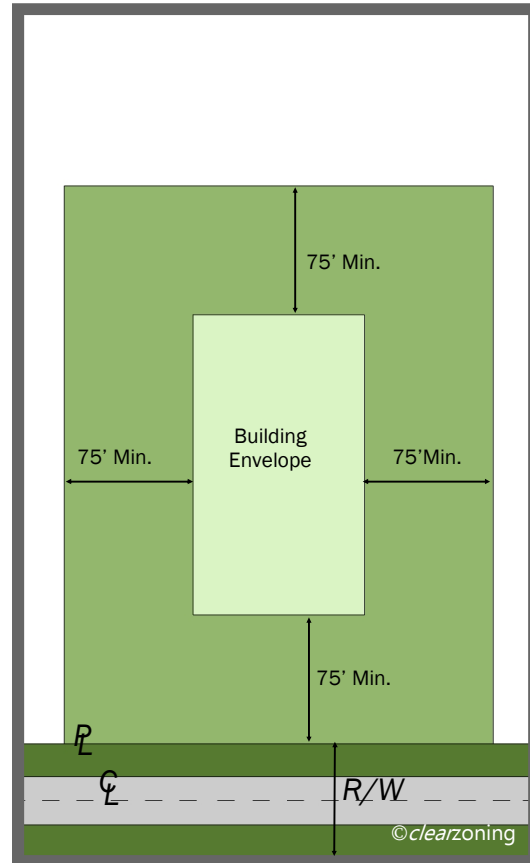 75’ Min.
Building
Envelope
75’ Min.
75’Min.
75’ Min.
PL
CL
R/W
©clearzoning